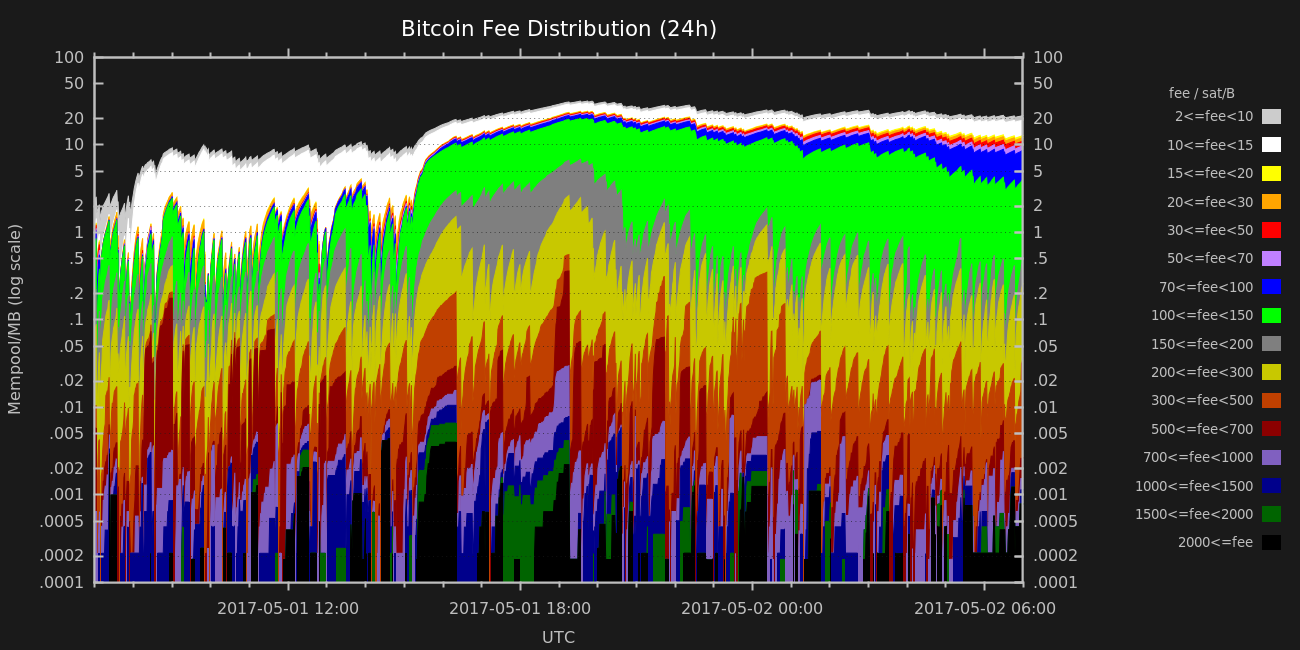 Bitcoin Fee Distribution (24h)
Mempool/MB (log scale)
100
50
20
10
5
2
1
.5
.2
.1
.05
.02
.01
.005
.002
.001
.0005
.0002
.0001
100
50
20
10
5
2
1
.5
.2
.1
.05
.02
.01
.005
.002
.001
.0005
.0002
.0001
2017-05-01 12:00
2017-05-01 18:00
2017-05-02 00:00
2017-05-02 06:00
UTC
fee / sat/B
2<=fee<10
10<=fee<15
15<=fee<20
20<=fee<30
30<=fee<50
50<=fee<70
70<=fee<100
100<=fee<150
150<=fee<200
200<=fee<300
300<=fee<500
500<=fee<700
700<=fee<1000
1000<=fee<1500
1500<=fee<2000
2000<=fee